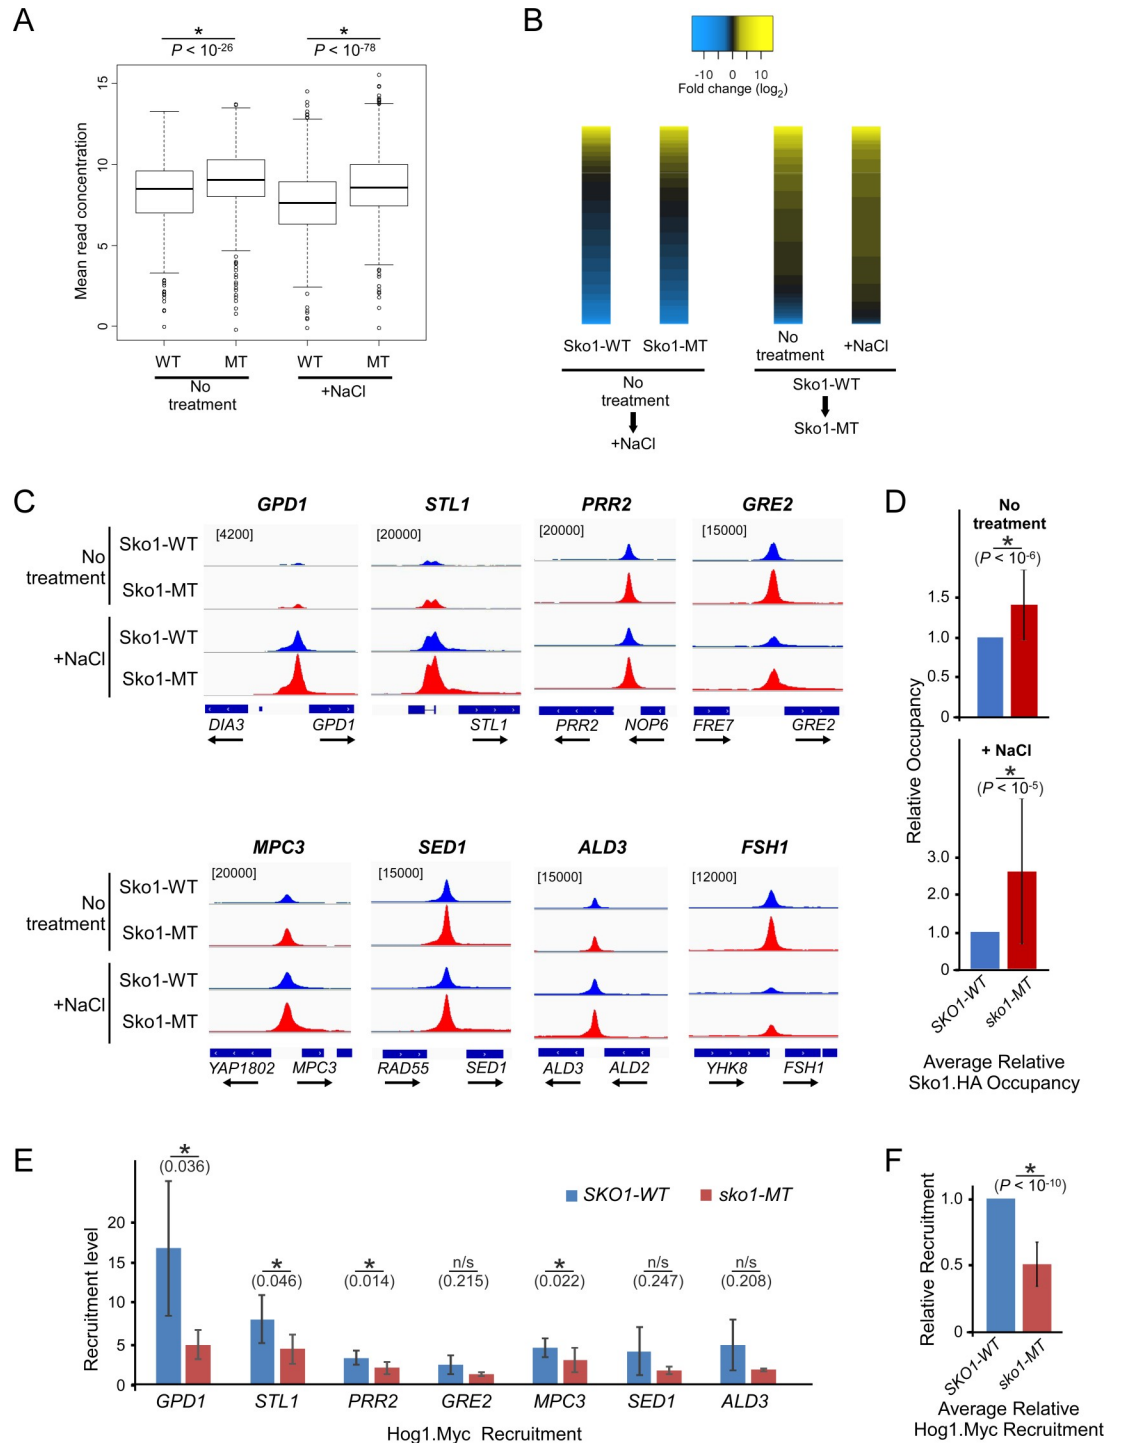 A
*
*
P < 10-26
P < 10-78
Mean read concentration
15
10
5
0
WT
MT
WT
MT
No
treatment
+NaCl
B
-10
0
10
Fold change (log2)
Sko1-WT
Sko1-MT
No
treatment
+NaCl
No
treatment
+NaCl
Sko1-WT
Sko1-MT
C
GPD1
STL1
PRR2
GRE2
No
treatment
+NaCl
Sko1-WT
Sko1-MT
Sko1-WT
Sko1-MT
[4200]
[20000]
[20000]
[15000]
DIA3
GPD1
STL1
PRR2
NOP6
FRE7
GRE2
MPC3
SED1
ALD3
FSH1
No
treatment
+NaCl
Sko1-WT
Sko1-MT
Sko1-WT
Sko1-MT
[20000]
[15000]
[15000]
[12000]
YAP1802
MPC3
RAD55
SED1
ALD3
ALD2
YHK8
FSH1
D
No
treatment
*
(P < 10-6)
1.5
1.0
0.5
0
Relative Occupancy
+ NaCl
*
(P < 10-5)
3.0
2.0
1.0
0
SKO1-WT
sko1-MT
Average Relative
Sko1.HA Occupancy
E
Recruitment level
20
15
10
5
0
*
(0.036)
*
(0.046)
*
(0.014)
n/s
(0.215)
*
(0.022)
n/s
(0.247)
n/s
(0.208)
SKO1-WT
sko1-MT
GPD1
STL1
PRR2
GRE2
MPC3
SED1
ALD3
Hog1.Myc Recruitment
F
Relative Recruitment
*
(P < 10-10)
1.0
0.5
0
SKO1-WT
sko1-MT
Average Relative
Hog1.Myc Recruitment